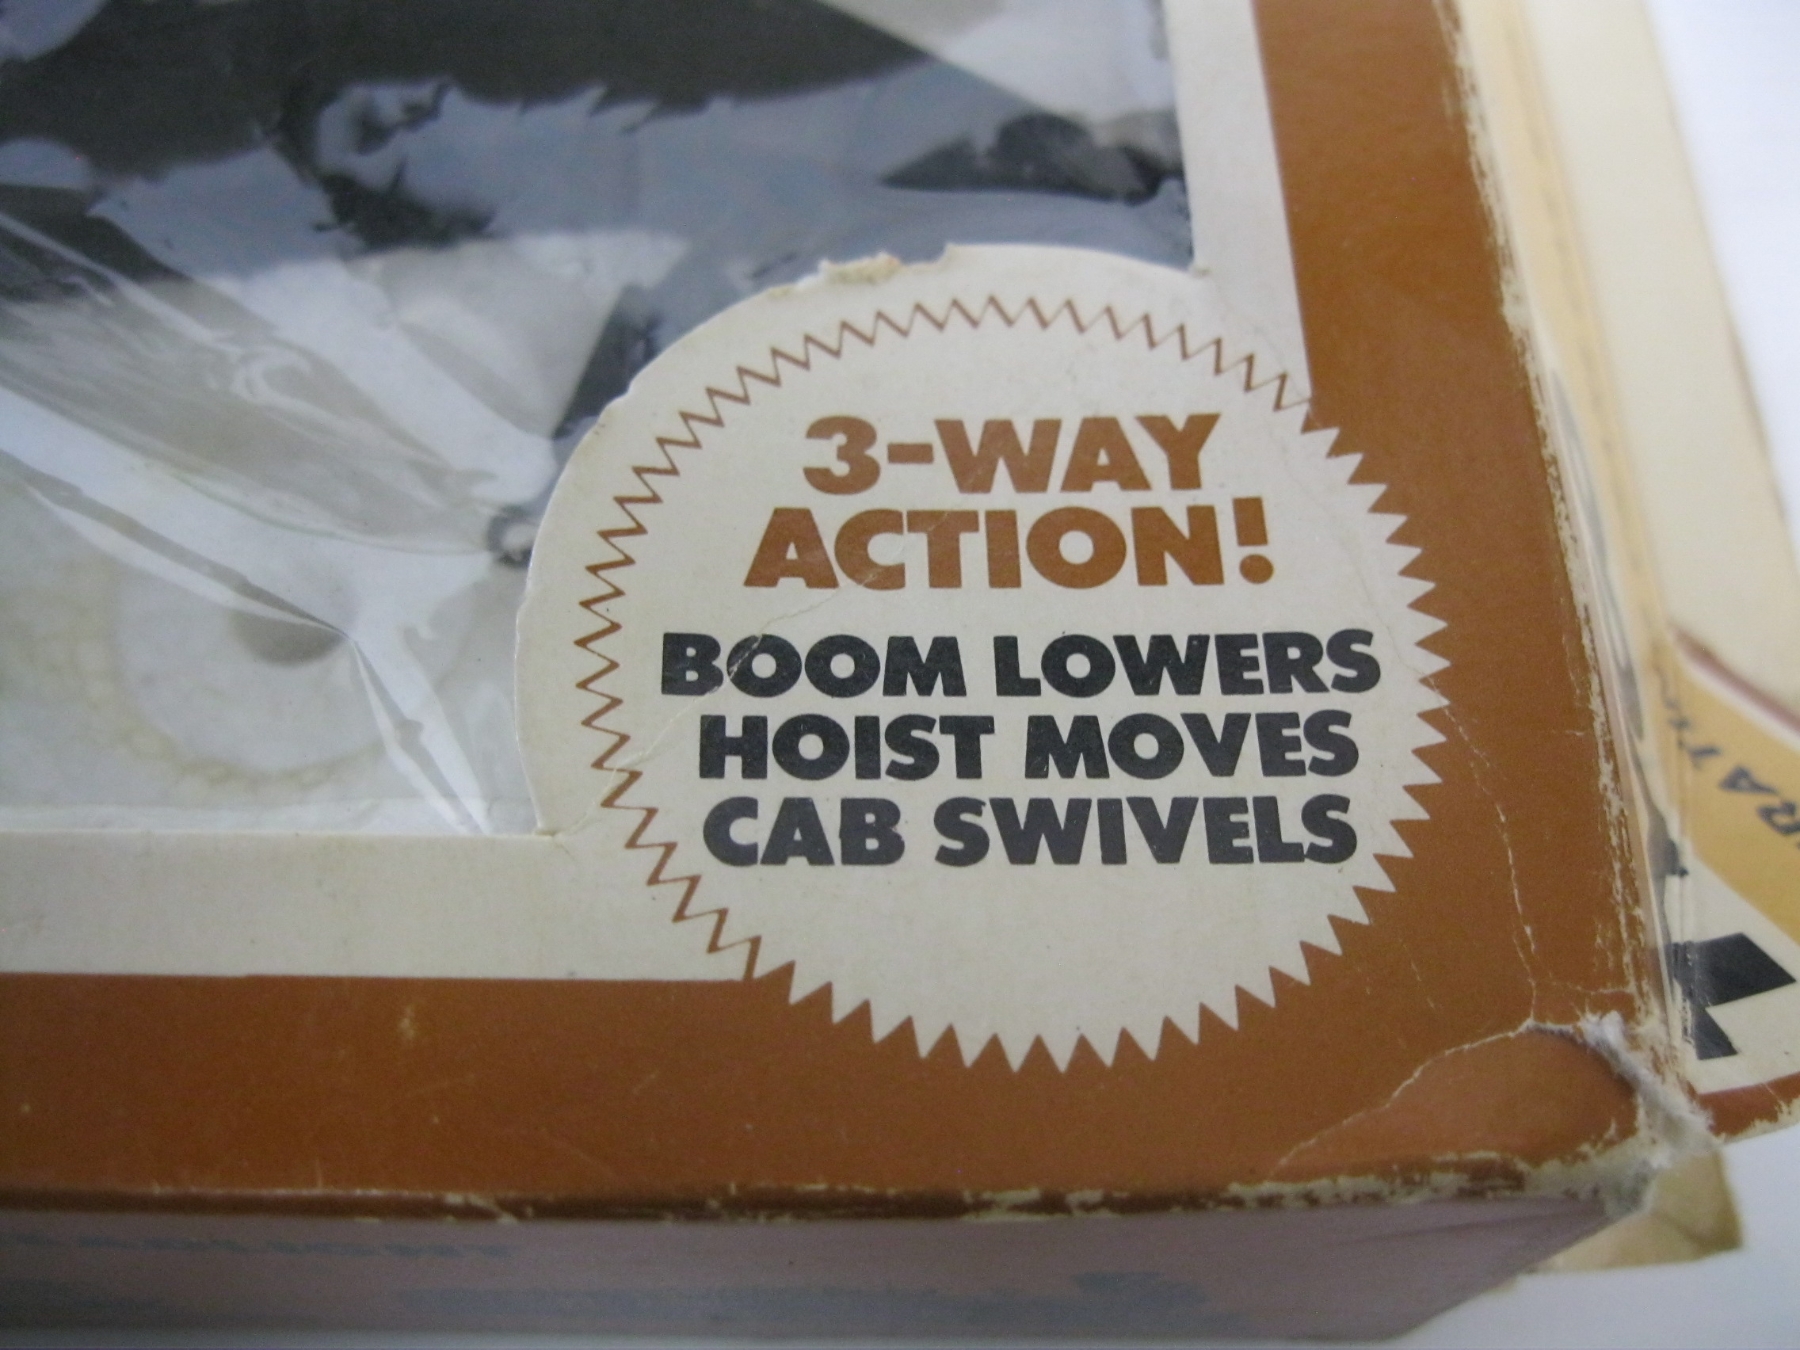 3-WAY
ACTION!
BOOM LOWERS
HOIST MOVES
CAB SWIVELS